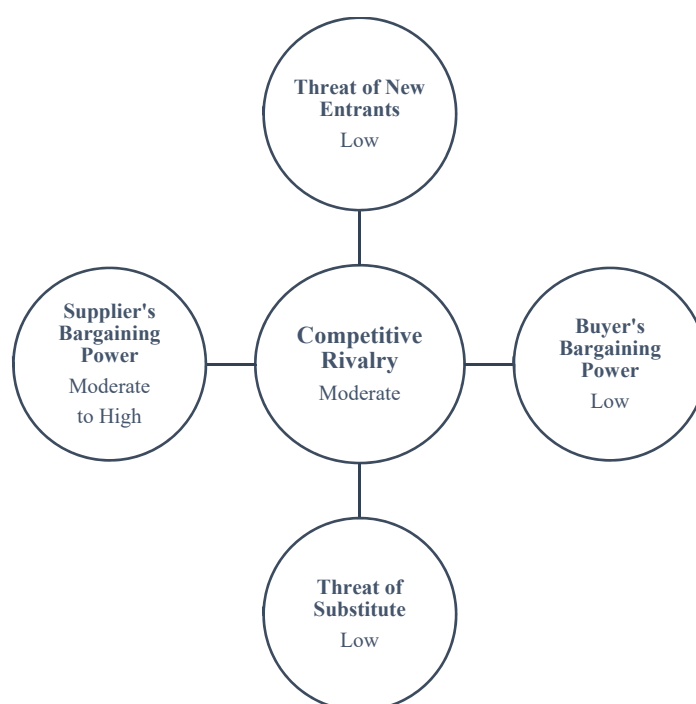 Threat of New
Entrants
Low
Supplier's
Bargaining
Power
Moderate
to High
Competitive
Rivalry
Moderate
Buyer's
Bargaining
Power
Low
Threat of
Substitute
Low